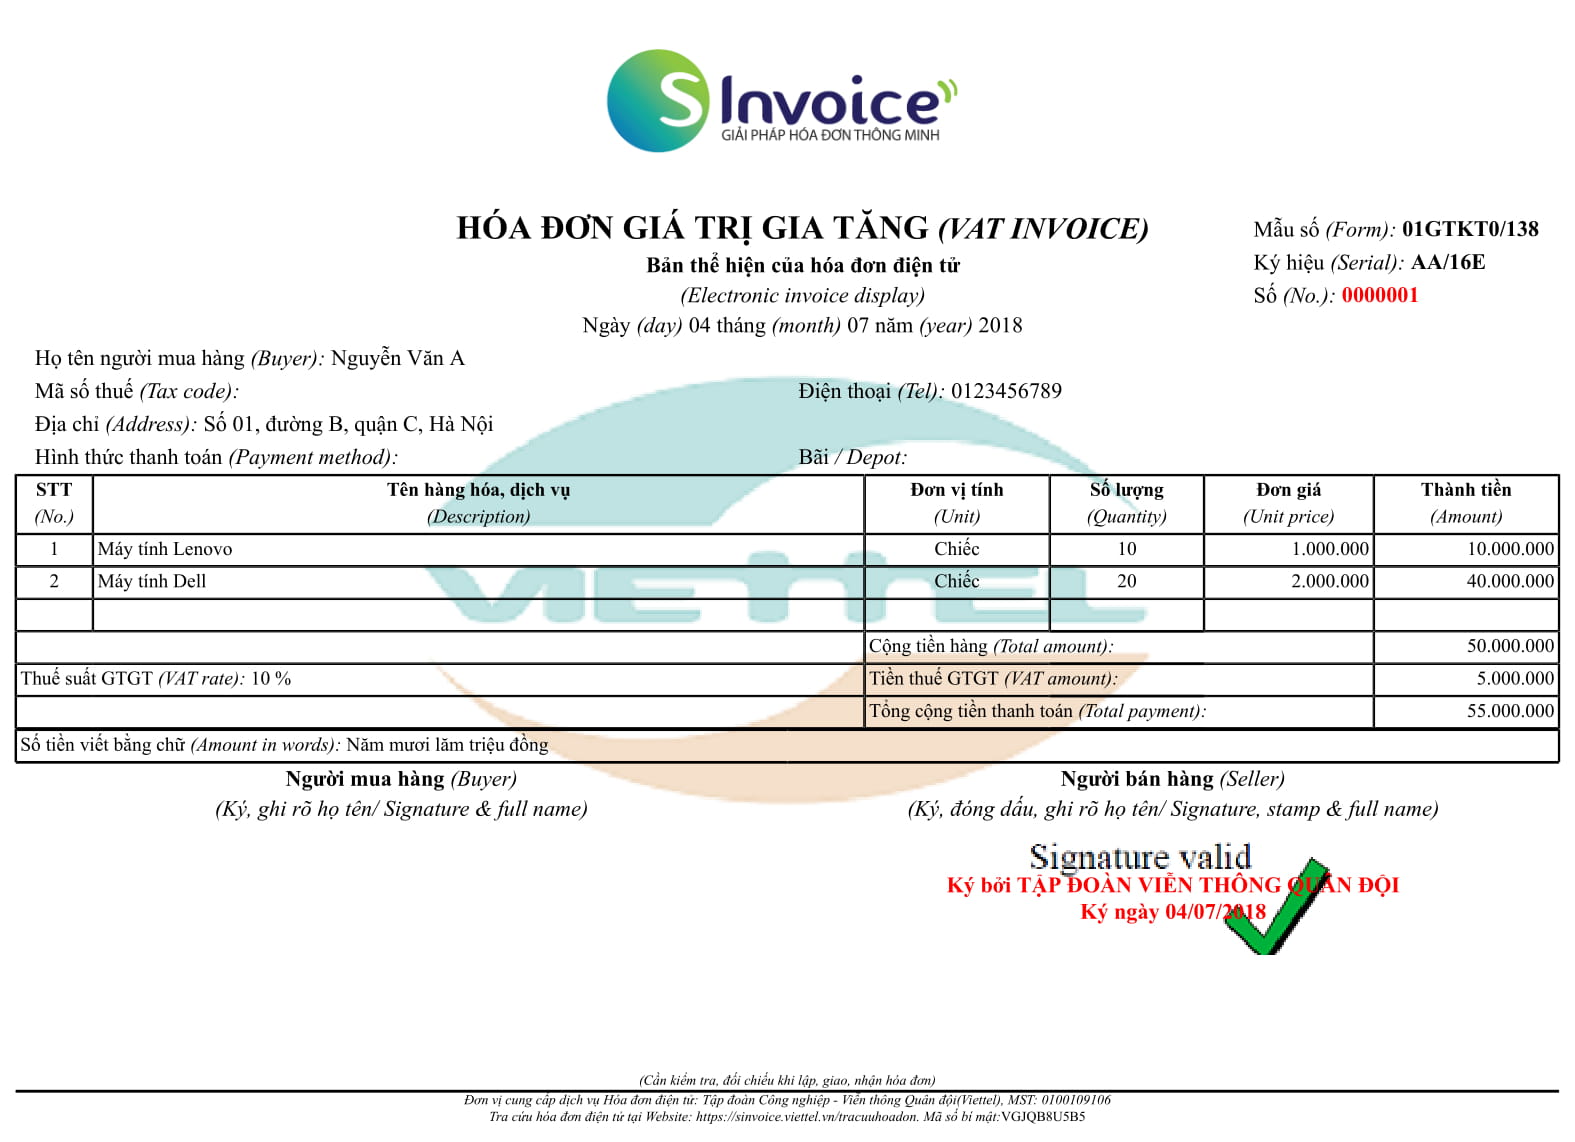 S Invoice
GIẢI PHÁP HÓA ĐƠN THÔNG MINH
HÓA ĐƠN GIÁ TRỊ GIA TĂNG (VAT INVOICE)
Bản thể hiện của hóa đơn điện tử
(Electronic invoice display)
Ngày (day) 04 tháng (month) 07 năm (year) 2018
Mẫu số (Form): 01GTKT0/138
Ký hiệu (Serial): AA/16E
Số (No.): 0000001
Họ tên người mua hàng (Buyer): Nguyễn Văn A
Mã số thuế (Tax code): Điện thoại (Tel): 0123456789
Địa chỉ (Address): Số 01, đường B, quận C, Hà Nội
Hình thức thanh toán (Payment method): Bãi / Depot:
STT Tên hàng hóa, dịch vụ Đơn vị tính Số lượng Đơn giá Thành tiền
(No.) (Description) (Unit) (Quantity) (Unit price) (Amount)
1 Máy tính Lenovo Chiếc 10 1.000.000 10.000.000
2 Máy tính Dell Chiếc 20 2.000.000 40.000.000
VIETTEL
Cộng tiền hàng (Total amount): 50.000.000
Thuế suất GTGT (VAT rate): 10 % Tiền thuế GTGT (VAT amount): 5.000.000
Tổng cộng tiền thanh toán (Total payment): 55.000.000
Số tiền viết bằng chữ (Amount in words): Năm mươi lăm triệu đồng
Người mua hàng (Buyer) Người bán hàng (Seller)
(Ký, ghi rõ họ tên/ Signature & full name) (Ký, đóng dấu, ghi rõ họ tên/ Signature, stamp & full name)
Signature valid
Ký bởi TẬP ĐOÀN VIỄN THÔNG QUÂN ĐỘI
Ký ngày 04/07/2018
(Cần kiểm tra, đối chiếu khi lập, giao, nhận hóa đơn)
Đơn vị cung cấp dịch vụ Hóa đơn điện tử: Tập đoàn Công nghiệp - Viễn thông Quân đội(Viettel), MST: 0100109106
Tra cứu hóa đơn điện tử tại Website: https://sinvoice.viettel.vn/tracuuhoadon. Mã số bí mật:VGJQB8U5B5